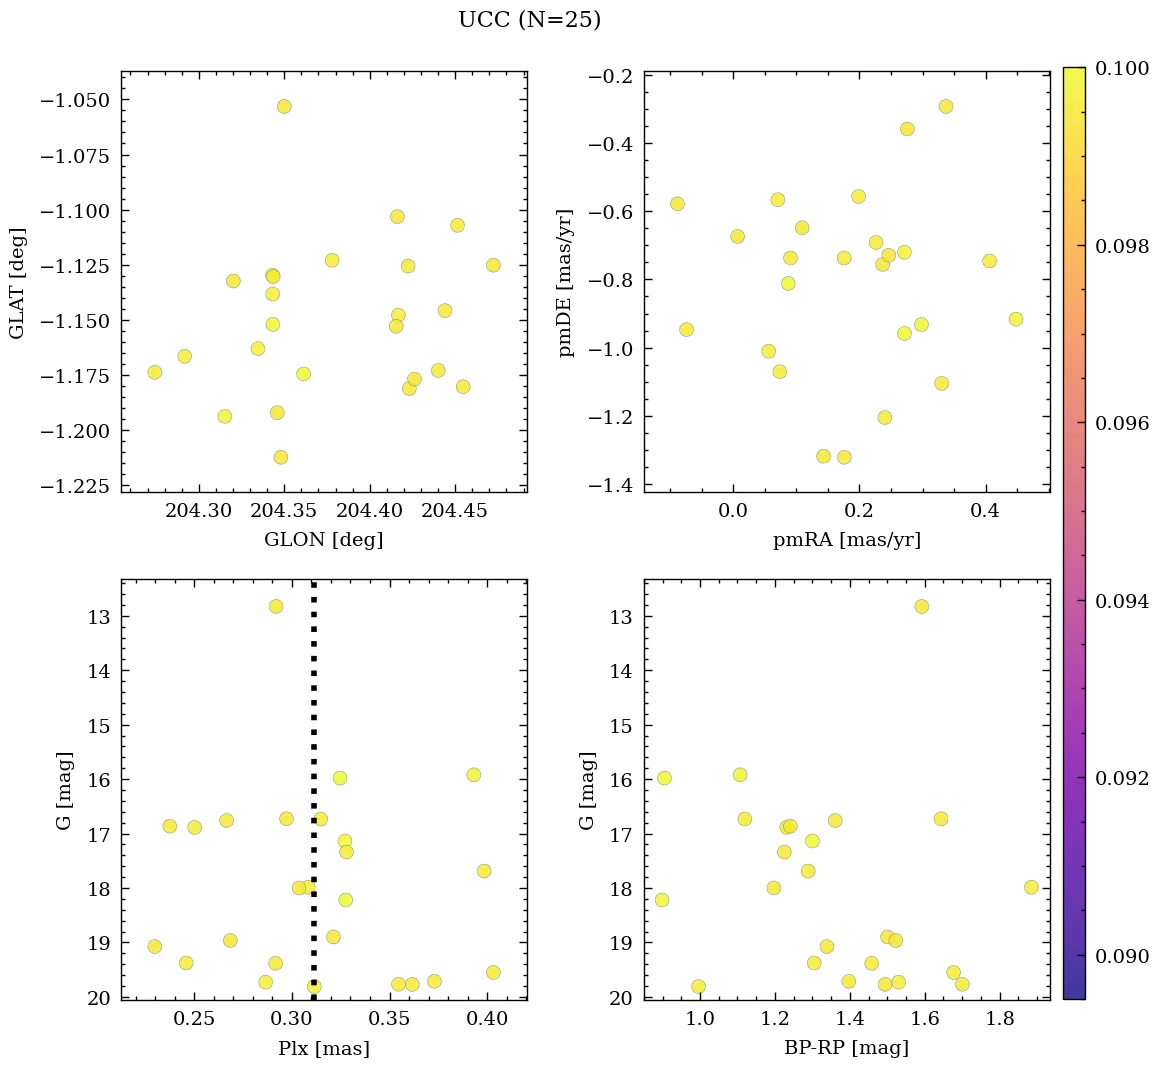 UCC (N=25)
−1.050
−1.075
−1.100
−1.125
−1.150
−1.175
−1.200
−1.225
GLAT [deg]
204.30 204.35 204.40 204.45
GLON [deg]
−0.2
−0.4
−0.6
−0.8
−1.0
−1.2
−1.4
pmDE [mas/yr]
0.0 0.2 0.4
pmRA [mas/yr]
13
14
15
16
17
18
19
20
G [mag]
0.25 0.30 0.35 0.40
Plx [mas]
13
14
15
16
17
18
19
20
G [mag]
1.0 1.2 1.4 1.6 1.8
BP-RP [mag]
0.100
0.098
0.096
0.094
0.092
0.090